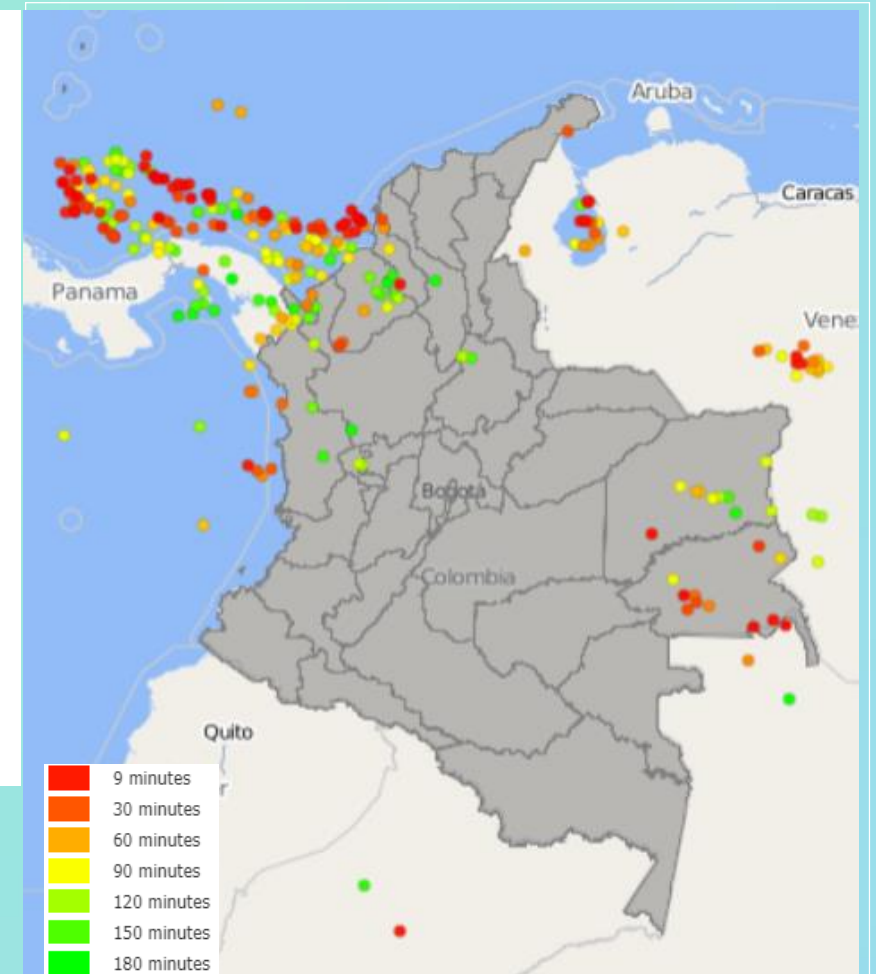 Aruba
Caracas
Panama
Vene
Bogotá
Colombia
Quito
r
9 minutes
30 minutes
60 minutes
90 minutes
120 minutes
150 minutes
180 minutes